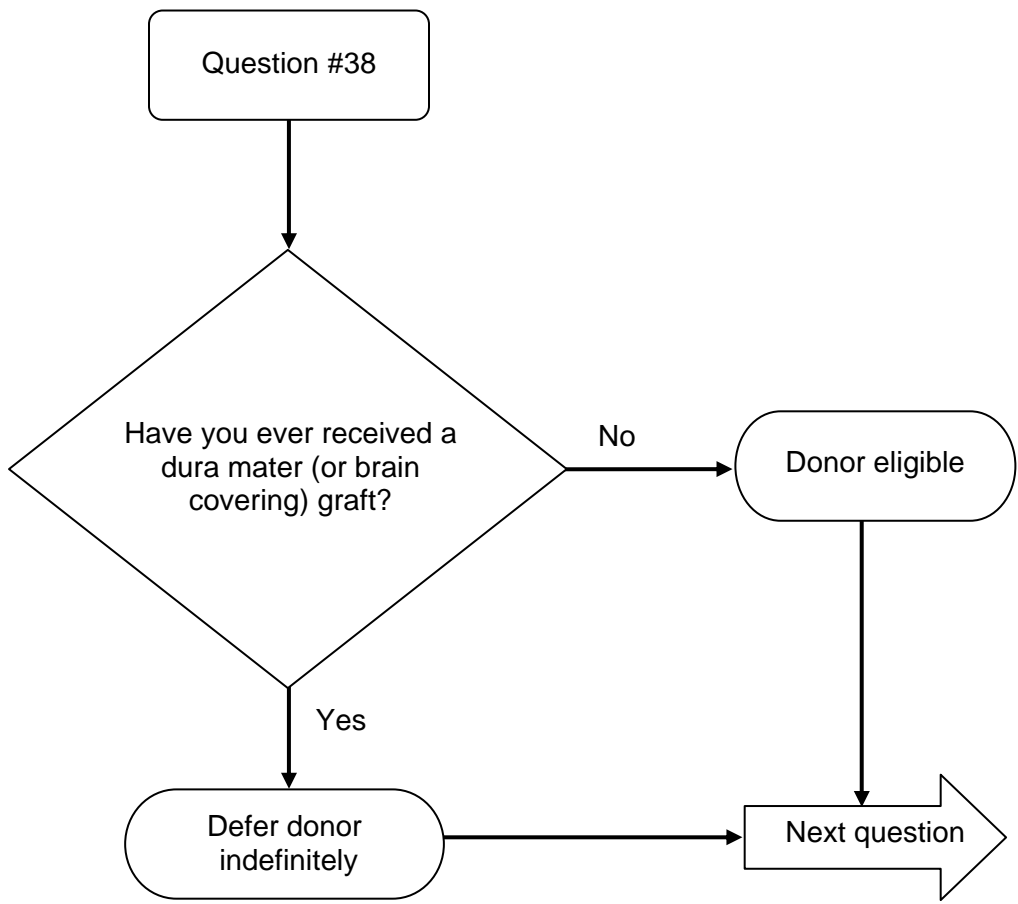 Question #38
Have you ever received a
dura mater (or brain
covering) graft?
No
Donor eligible
Yes
Defer donor
indefinitely
Next question